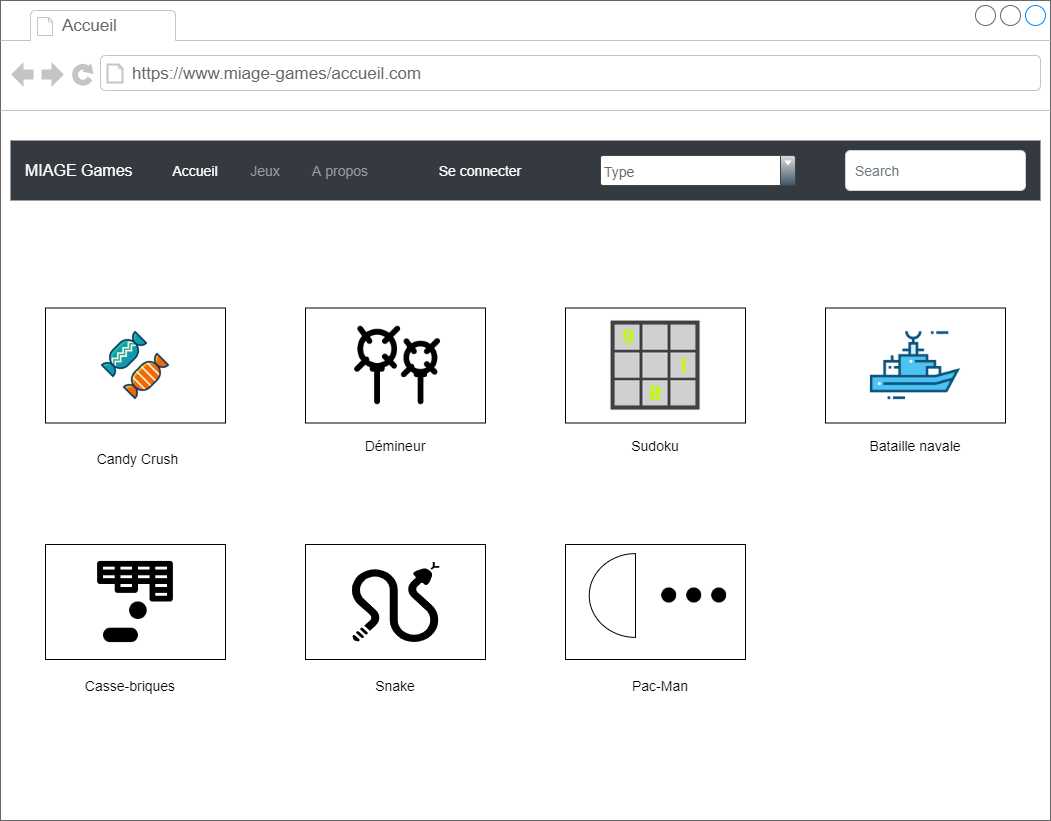 Accueil
https://www.miage-games/accueil.com
MIAGE Games Accueil Jeux A propos Se connecter Type Search
9
1
8
Candy Crush Démineur Sudoku Bataille navale
Casse-briques Snake Pac-Man